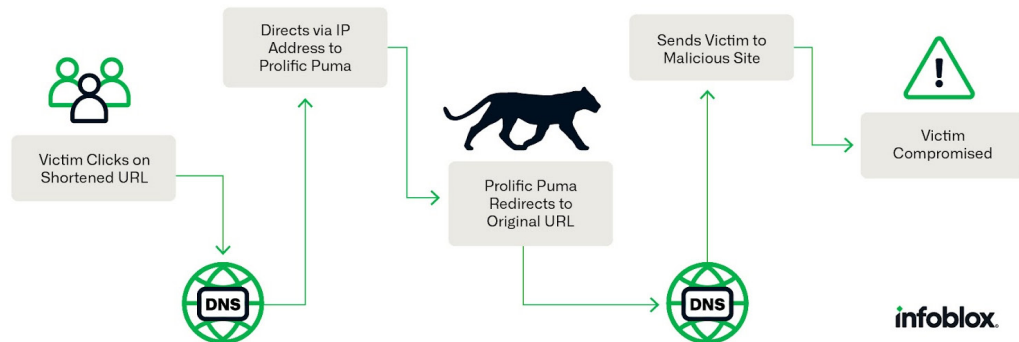 Victim Clicks on
Shortened URL
DNS
Directs via IP
Address to
Prolific Puma
Prolific Puma
Redirects to
Original URL
DNS
Sends Victim to
Malicious Site
!
Victim
Compromised
infoblox.